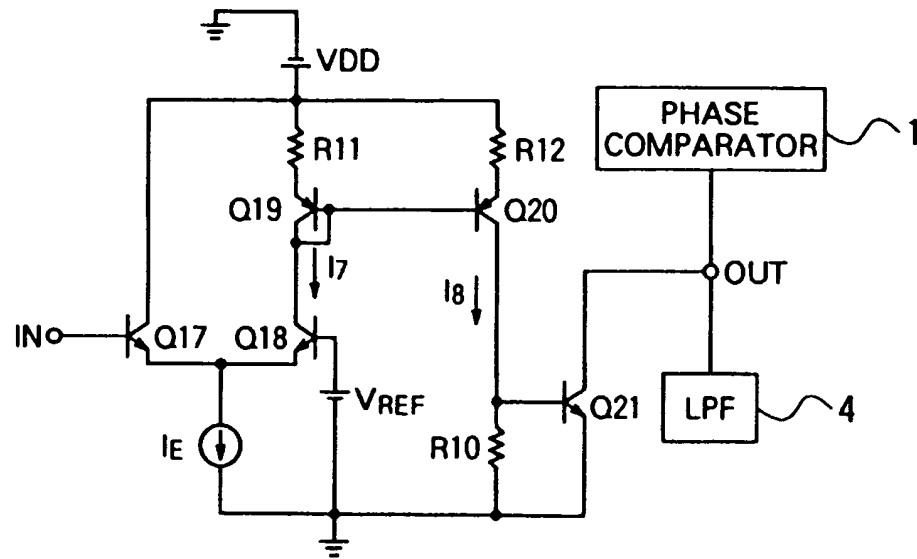 VDD
R11
R12
PHASE
COMPARATOR
1
Q19
Q20
I7
I8
OUT
IN
Q17
Q18
VREF
IE
R10
Q21
LPF
4